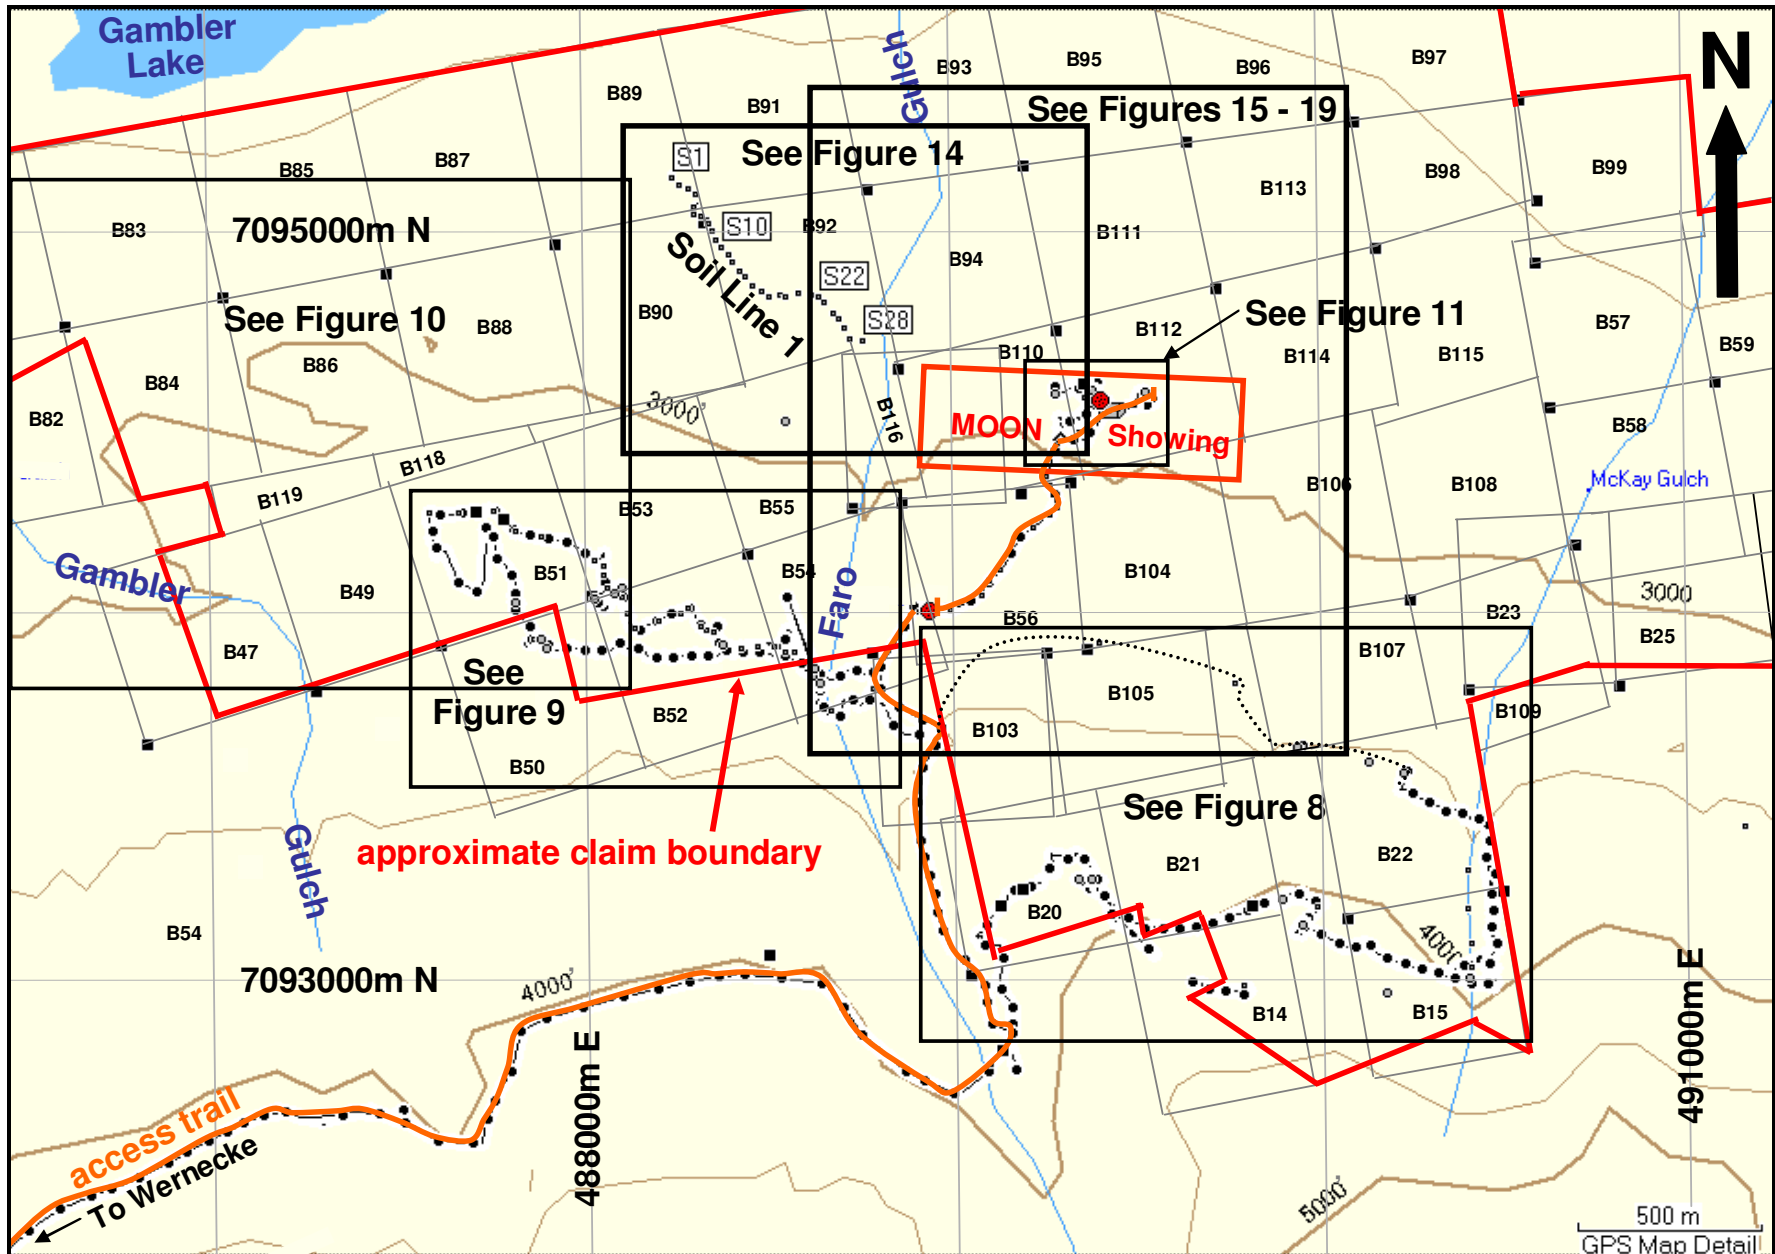 Gambler
Lake
Gulch
B93
B95
B96
B97
N
B89
B91
See Figures 15 - 19
S1
See Figure 14
B85
B87
B113
B98
B99
B83
7095000m N
S10
B92
B111
Soil Line 1
B94
S22
See Figure 10
B88
B90
S28
B112
See Figure 11
B57
B59
B86
B110
B114
B115
B84
3000'
B82
B116
MOON
Showing
B58
B118
B119
B106
B108
McKay Gulch
B53
B55
Gambler
B51
B54
B104
B49
Faro
3000
B56
B23
B25
B47
See
Figure 9
B107
B105
B52
B103
B109
B50
See Figure 8
approximate claim boundary
Gulch
B21
B22
B20
B54
4000'
7093000m N
4000'
B14
B15
488000m E
491000m E
access trail
To Wernecke
5000'
500 m
GPS Map Detail